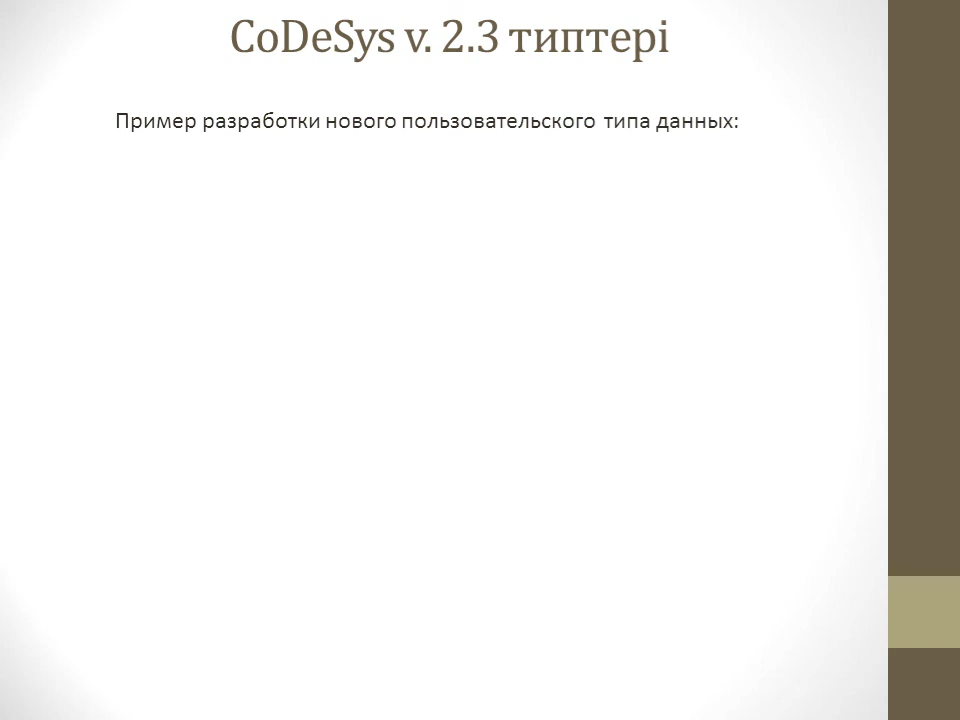 CoDeSys v. 2.3 типтері
Пример разработки нового пользовательского типа данных: